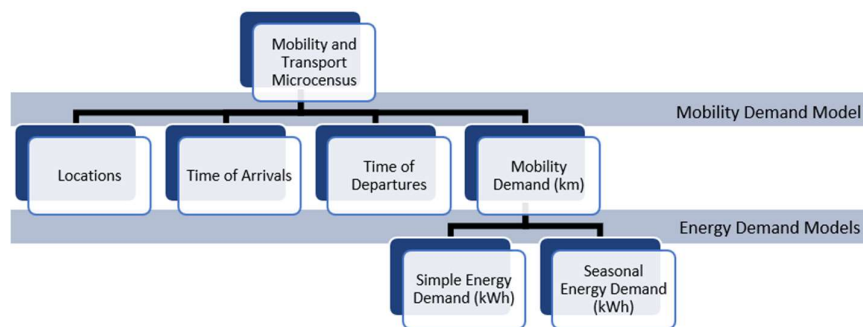 Mobility and
Transport
Microcensus
Mobility Demand Model
Locations
Time of Arrivals
Time of
Departures
Mobility
Demand (km)
Energy Demand Models
Simple Energy
Demand (kWh)
Seasonal
Energy Demand
(kWh)